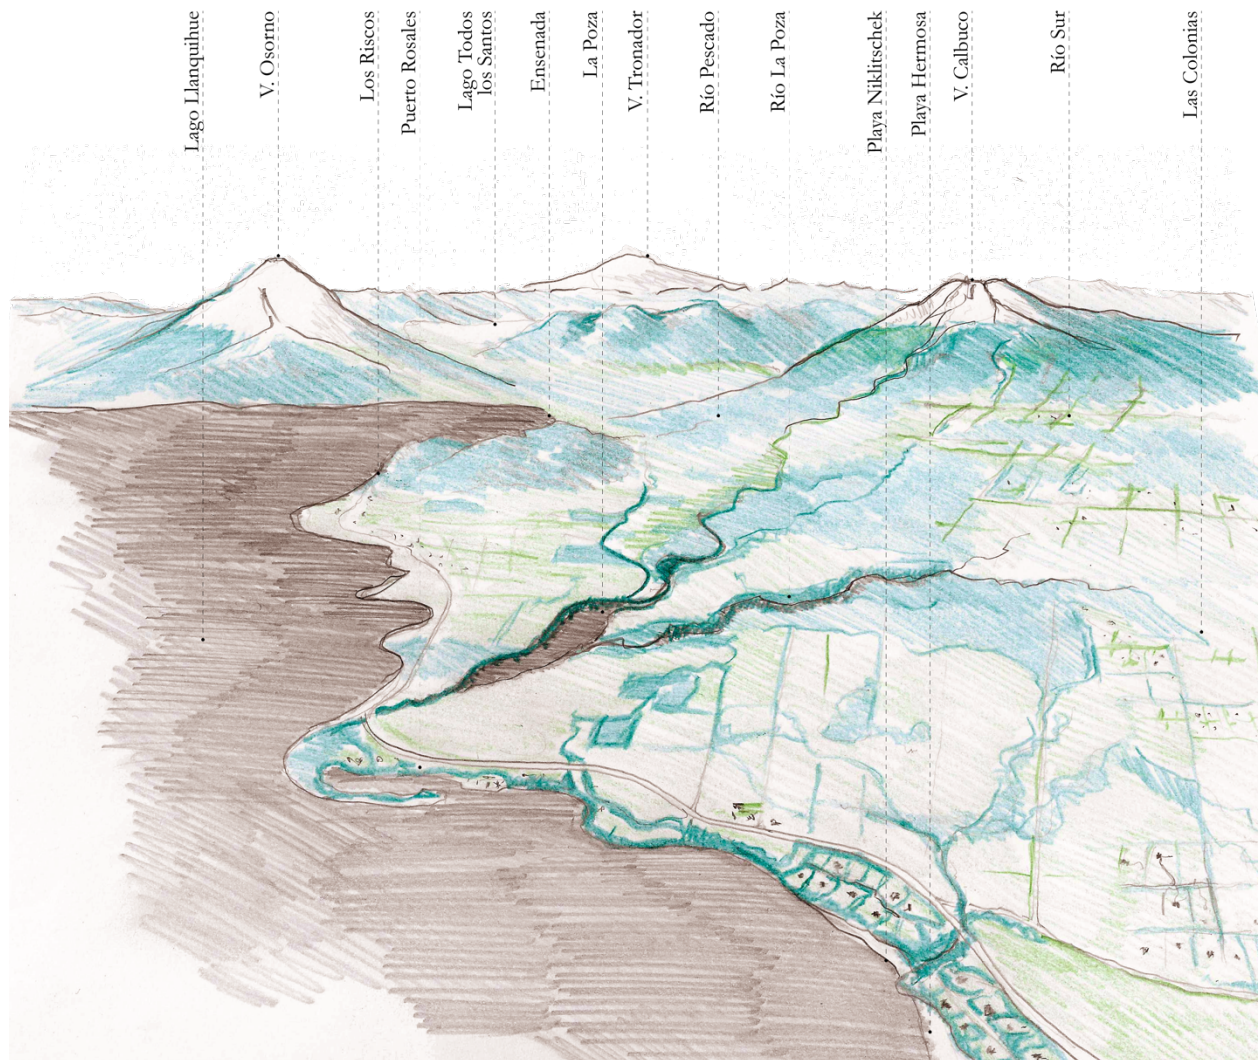 Lago Llanquihue
V. Osorno
Los Riscos
Puerto Rosales
Lago Todos
los Santos
Ensenada
La Poza
V. Tronador
Río Pescado
Río La Poza
Playa Niklitschek
Playa Hermosa
V. Calbuco
Río Sur
Las Colonias